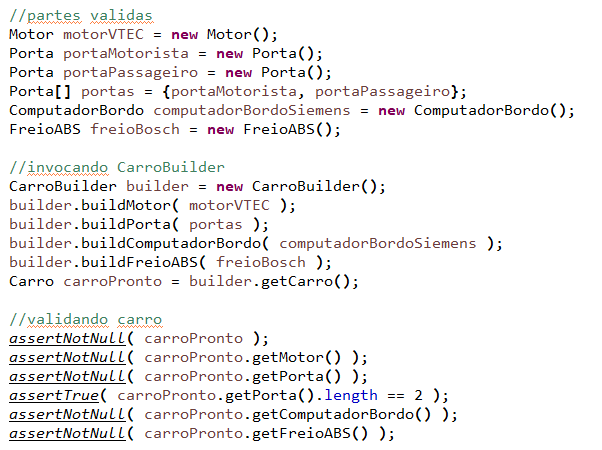 //partes validas
Motor motorVTEC = new Motor();
Porta portaMotorista = new Porta();
Porta portaPassageiro = new Porta();
Porta[] portas = {portaMotorista, portaPassageiro};
ComputadorBordo computadorBordoSiemens = new ComputadorBordo();
FreioABS freioBosch = new FreioABS();

//invocando CarroBuilder
CarroBuilder builder = new CarroBuilder();
builder.buildMotor( motorVTEC );
builder.buildPorta( portas );
builder.buildComputadorBordo( computadorBordoSiemens );
builder.buildFreioABS( freioBosch );
Carro carroPronto = builder.getCarro();

//validando carro
assertNotNull( carroPronto );
assertNotNull( carroPronto.getMotor() );
assertNotNull( carroPronto.getPorta() );
assertTrue( carroPronto.getPorta().length == 2 );
assertNotNull( carroPronto.getComputadorBordo() );
assertNotNull( carroPronto.getFreioABS() );